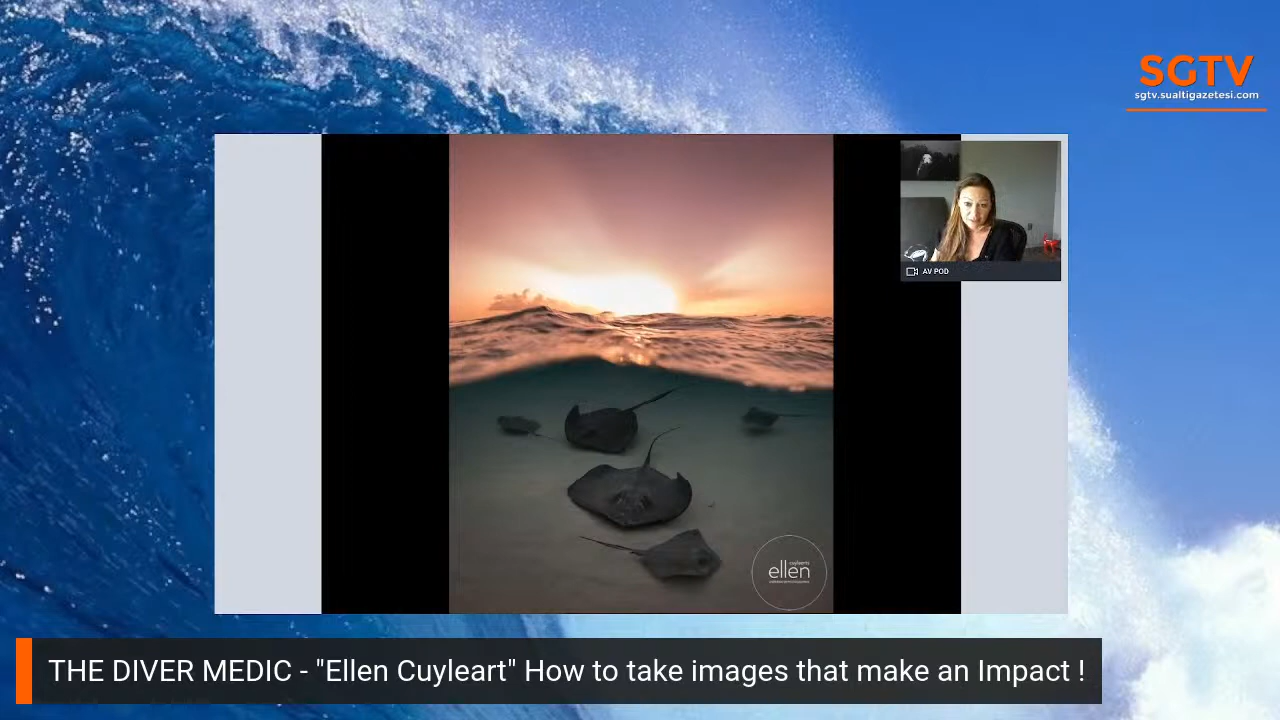 SGTV
sgtv.sualtigazetesi.com
AV POD
ellen
THE DIVER MEDIC - "Ellen Cuyleart" How to take images that make an Impact !